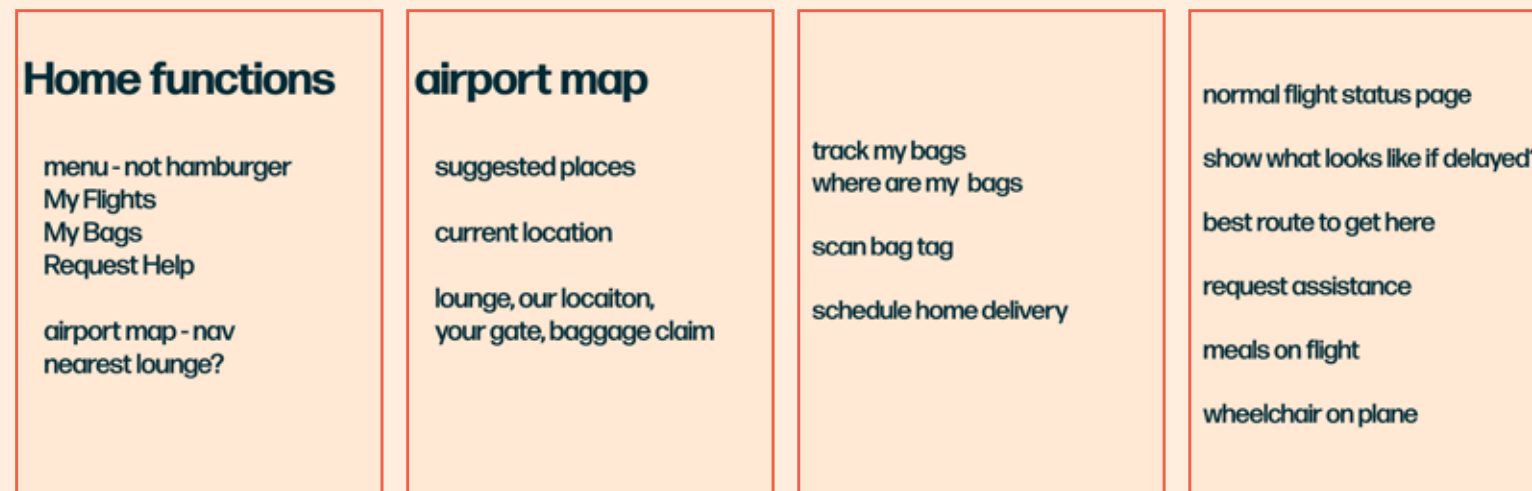 Home functions
menu - not hamburger
My Flights
My Bags
Request Help
airport map - nav
nearest lounge?
airport map
suggested places
current location
lounge, our locaiton,
your gate, baggage claim
track my bags
where are my bags
scan bag tag
schedule home delivery
normal flight status page
show what looks like if delayed?
best route to get here
request assistance
meals on flight
wheelchair on plane